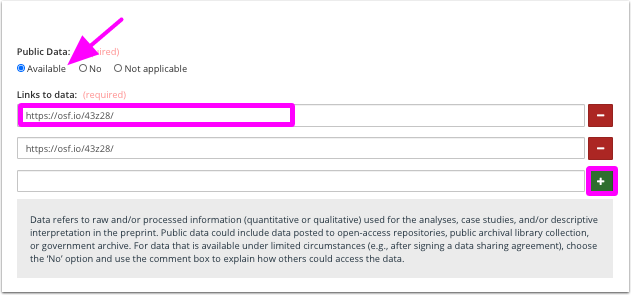 Public Data:
Available No Not applicable
Links to data: (required)
https://osf.io/43z28/
https://osf.io/43z28/
Data refers to raw and/or processed information (quantitative or qualitative) used for the analyses, case studies, and/or descriptive
interpretation in the preprint. Public data could include data posted to open-access repositories, public archival library collection,
or government archive. For data that is available under limited circumstances (e.g., after signing a data sharing agreement), choose
the 'No' option and use the comment box to explain how others could access the data.